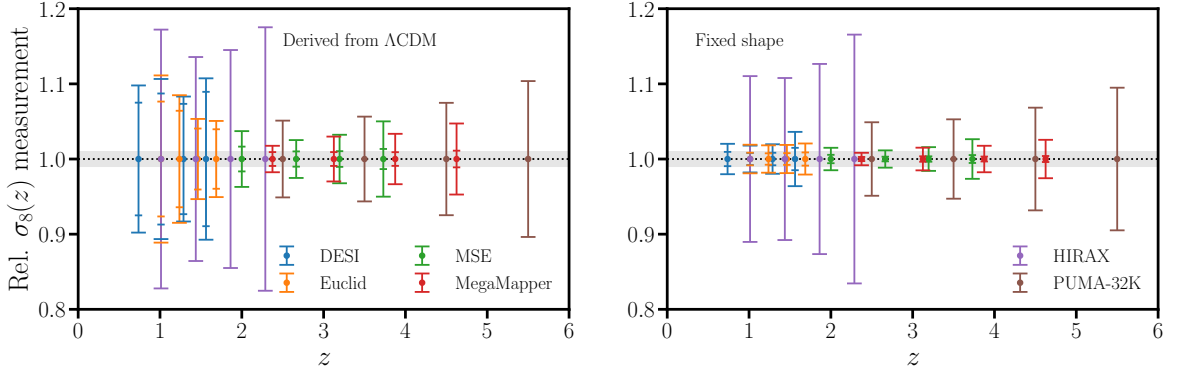 Rel. σ₈(z) measurement
1.2
1.1
1.0
0.9
0.8
Derived from ΛCDM
DESI
Euclid
MSE
MegaMapper
0 1 2 3 4 5 6
z
1.2
1.1
1.0
0.9
0.8
Fixed shape
HIRAX
PUMA-32K
0 1 2 3 4 5 6
z